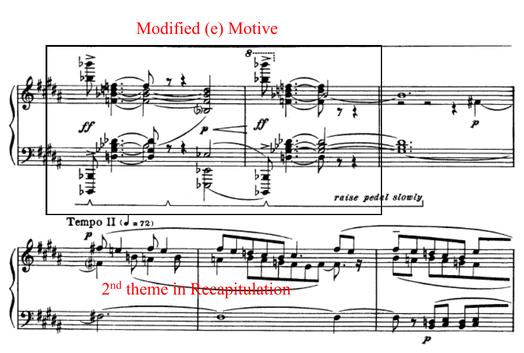 Modified (e) Motive
8
ff
p
ff
p
raise pedal slowly
Tempo II (♩=72)
p
2nd theme in Recapitulation
p